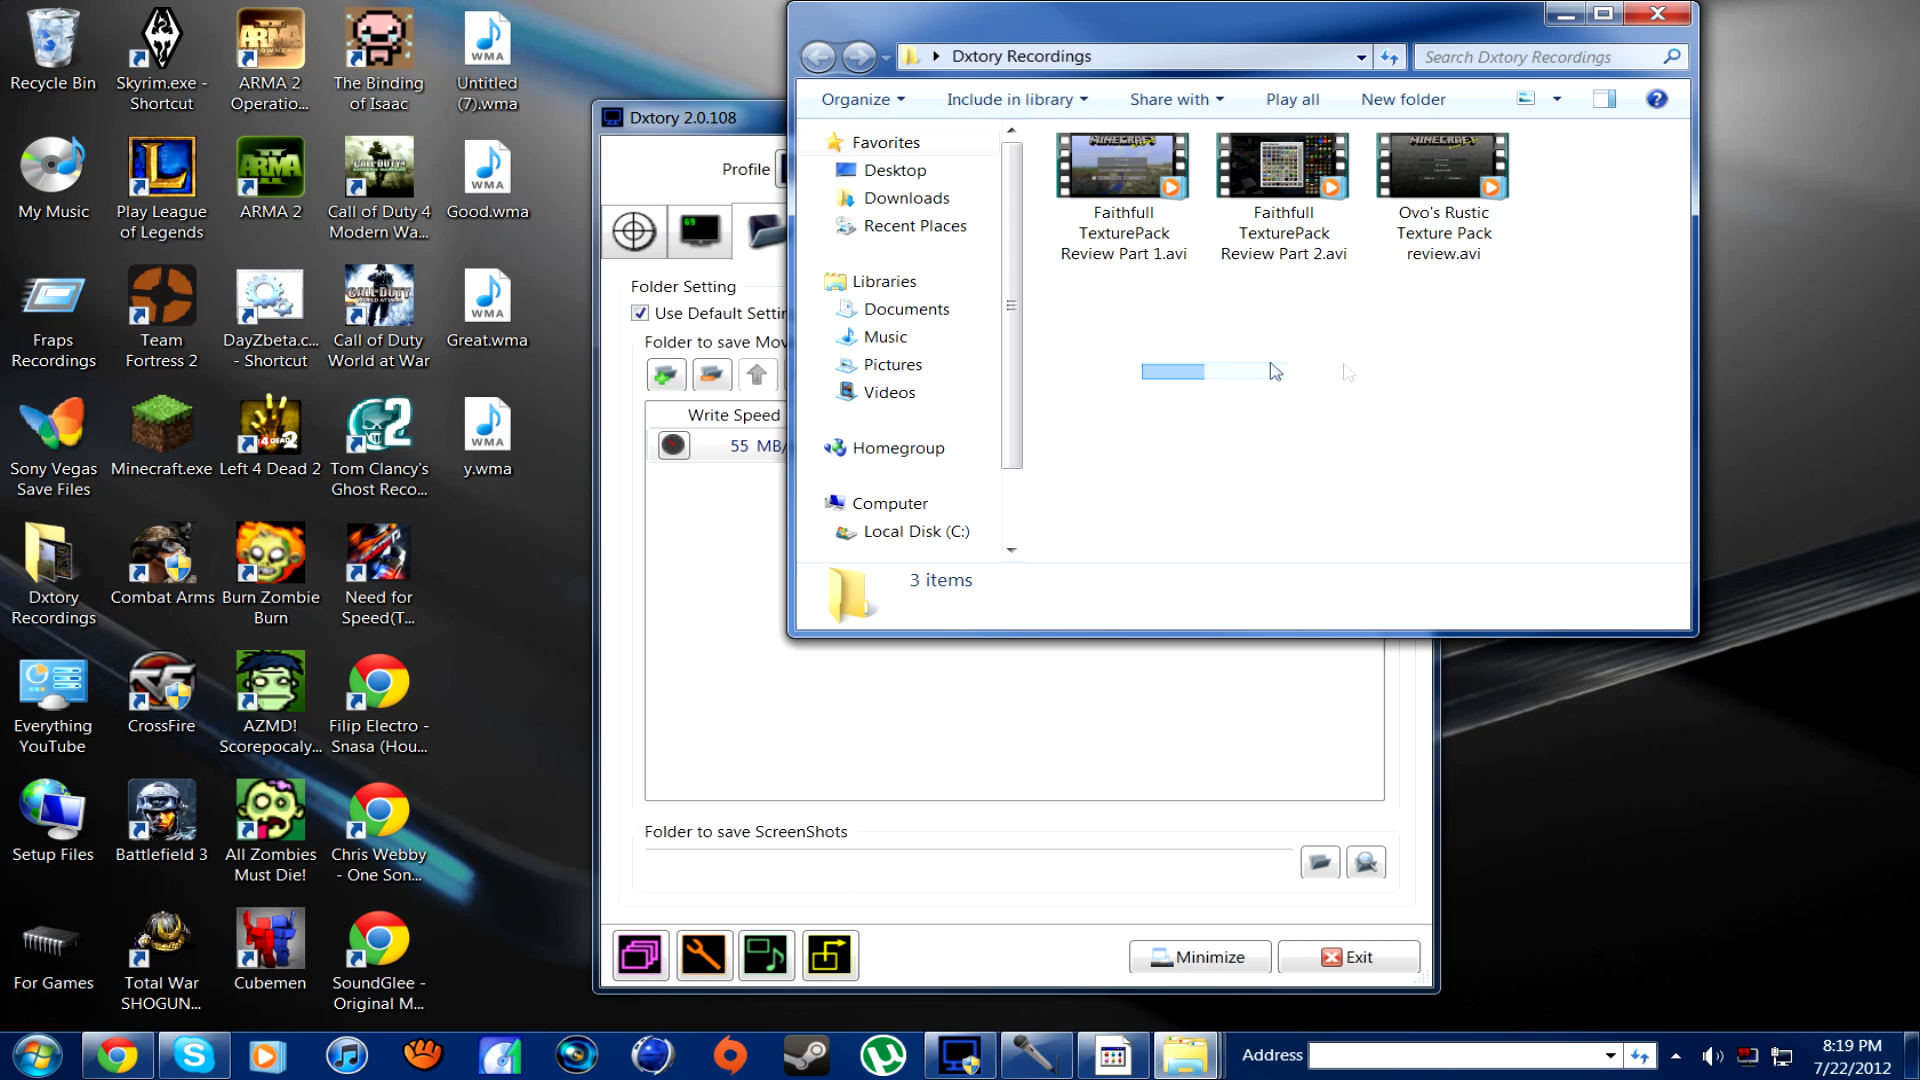 Recycle Bin
Skyrim.exe -
Shortcut
ARMA 2
Operatio...
The Binding
of Isaac
Untitled
(7).wma
My Music
Play League
of Legends
ARMA 2
Call of Duty 4
Modern Wa...
Good.wma
Fraps
Recordings
Team
Fortress 2
DayZbeta.c...
- Shortcut
Call of Duty
World at War
Great.wma
Sony Vegas
Save Files
Minecraft.exe
Left 4 Dead 2
Tom Clancy's
Ghost Reco...
y.wma
Dxtory
Recordings
Combat Arms
Burn Zombie
Burn
Need for
Speed(T...
Everything
YouTube
CrossFire
AZMD!
Scorepocaly...
Filip Electro -
Snasa (Hou...
Setup Files
Battlefield 3
All Zombies
Must Die!
Chris Webby
- One Son...
For Games
Total War
SHOGUN...
Cubemen
SoundGlee -
Original M...
Dxtory 2.0.108
Profile
Folder Setting
Use Default Settin
Folder to save Mov
Write Speed
55 MB/
Folder to save ScreenShots
Minimize
Exit
Dxtory Recordings
Search Dxtory Recordings
Organize
Include in library
Share with
Play all
New folder
Favorites
Desktop
Downloads
Recent Places
Libraries
Documents
Music
Pictures
Videos
Homegroup
Computer
Local Disk (C:)
Faithfull
TexturePack
Review Part 1.avi
Faithfull
TexturePack
Review Part 2.avi
Ovo's Rustic
Texture Pack
review.avi
3 items
Address
8:19 PM
7/22/2012